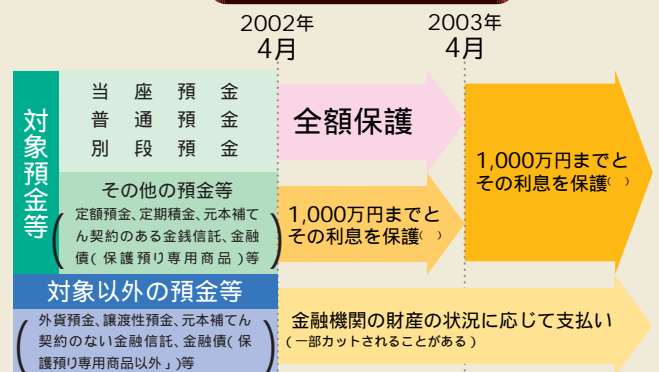 2002年
4月
2003年
4月
対象預金等
当座預金
普通預金
別段預金
その他の預金等
(定額預金、定期積金、元本補て
ん契約のある金銭信託、金融
債(保護預り専用商品)等)
全額保護
1,000万円までと
その利息を保護( )
1,000万円までと
その利息を保護( )
対象以外の預金等
(外貨預金、譲渡性預金、元本補てん
契約のない金融信託、金融債(保
護預り専用商品以外」)等)
金融機関の財産の状況に応じて支払い
(一部カットされることがある)